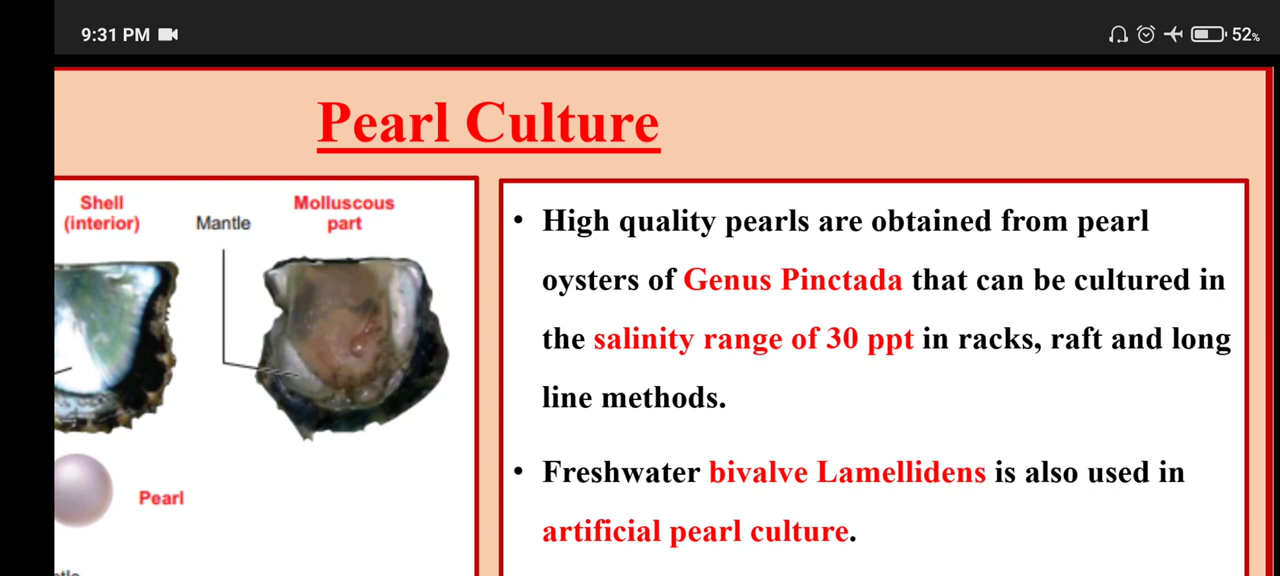 9:31 PM
52%
Pearl Culture
Shell
(interior)
Mantle
Molluscous
part
Pearl
• High quality pearls are obtained from pearl
oysters of Genus Pinctada that can be cultured in
the salinity range of 30 ppt in racks, raft and long
line methods.
• Freshwater bivalve Lamellidens is also used in
artificial pearl culture.